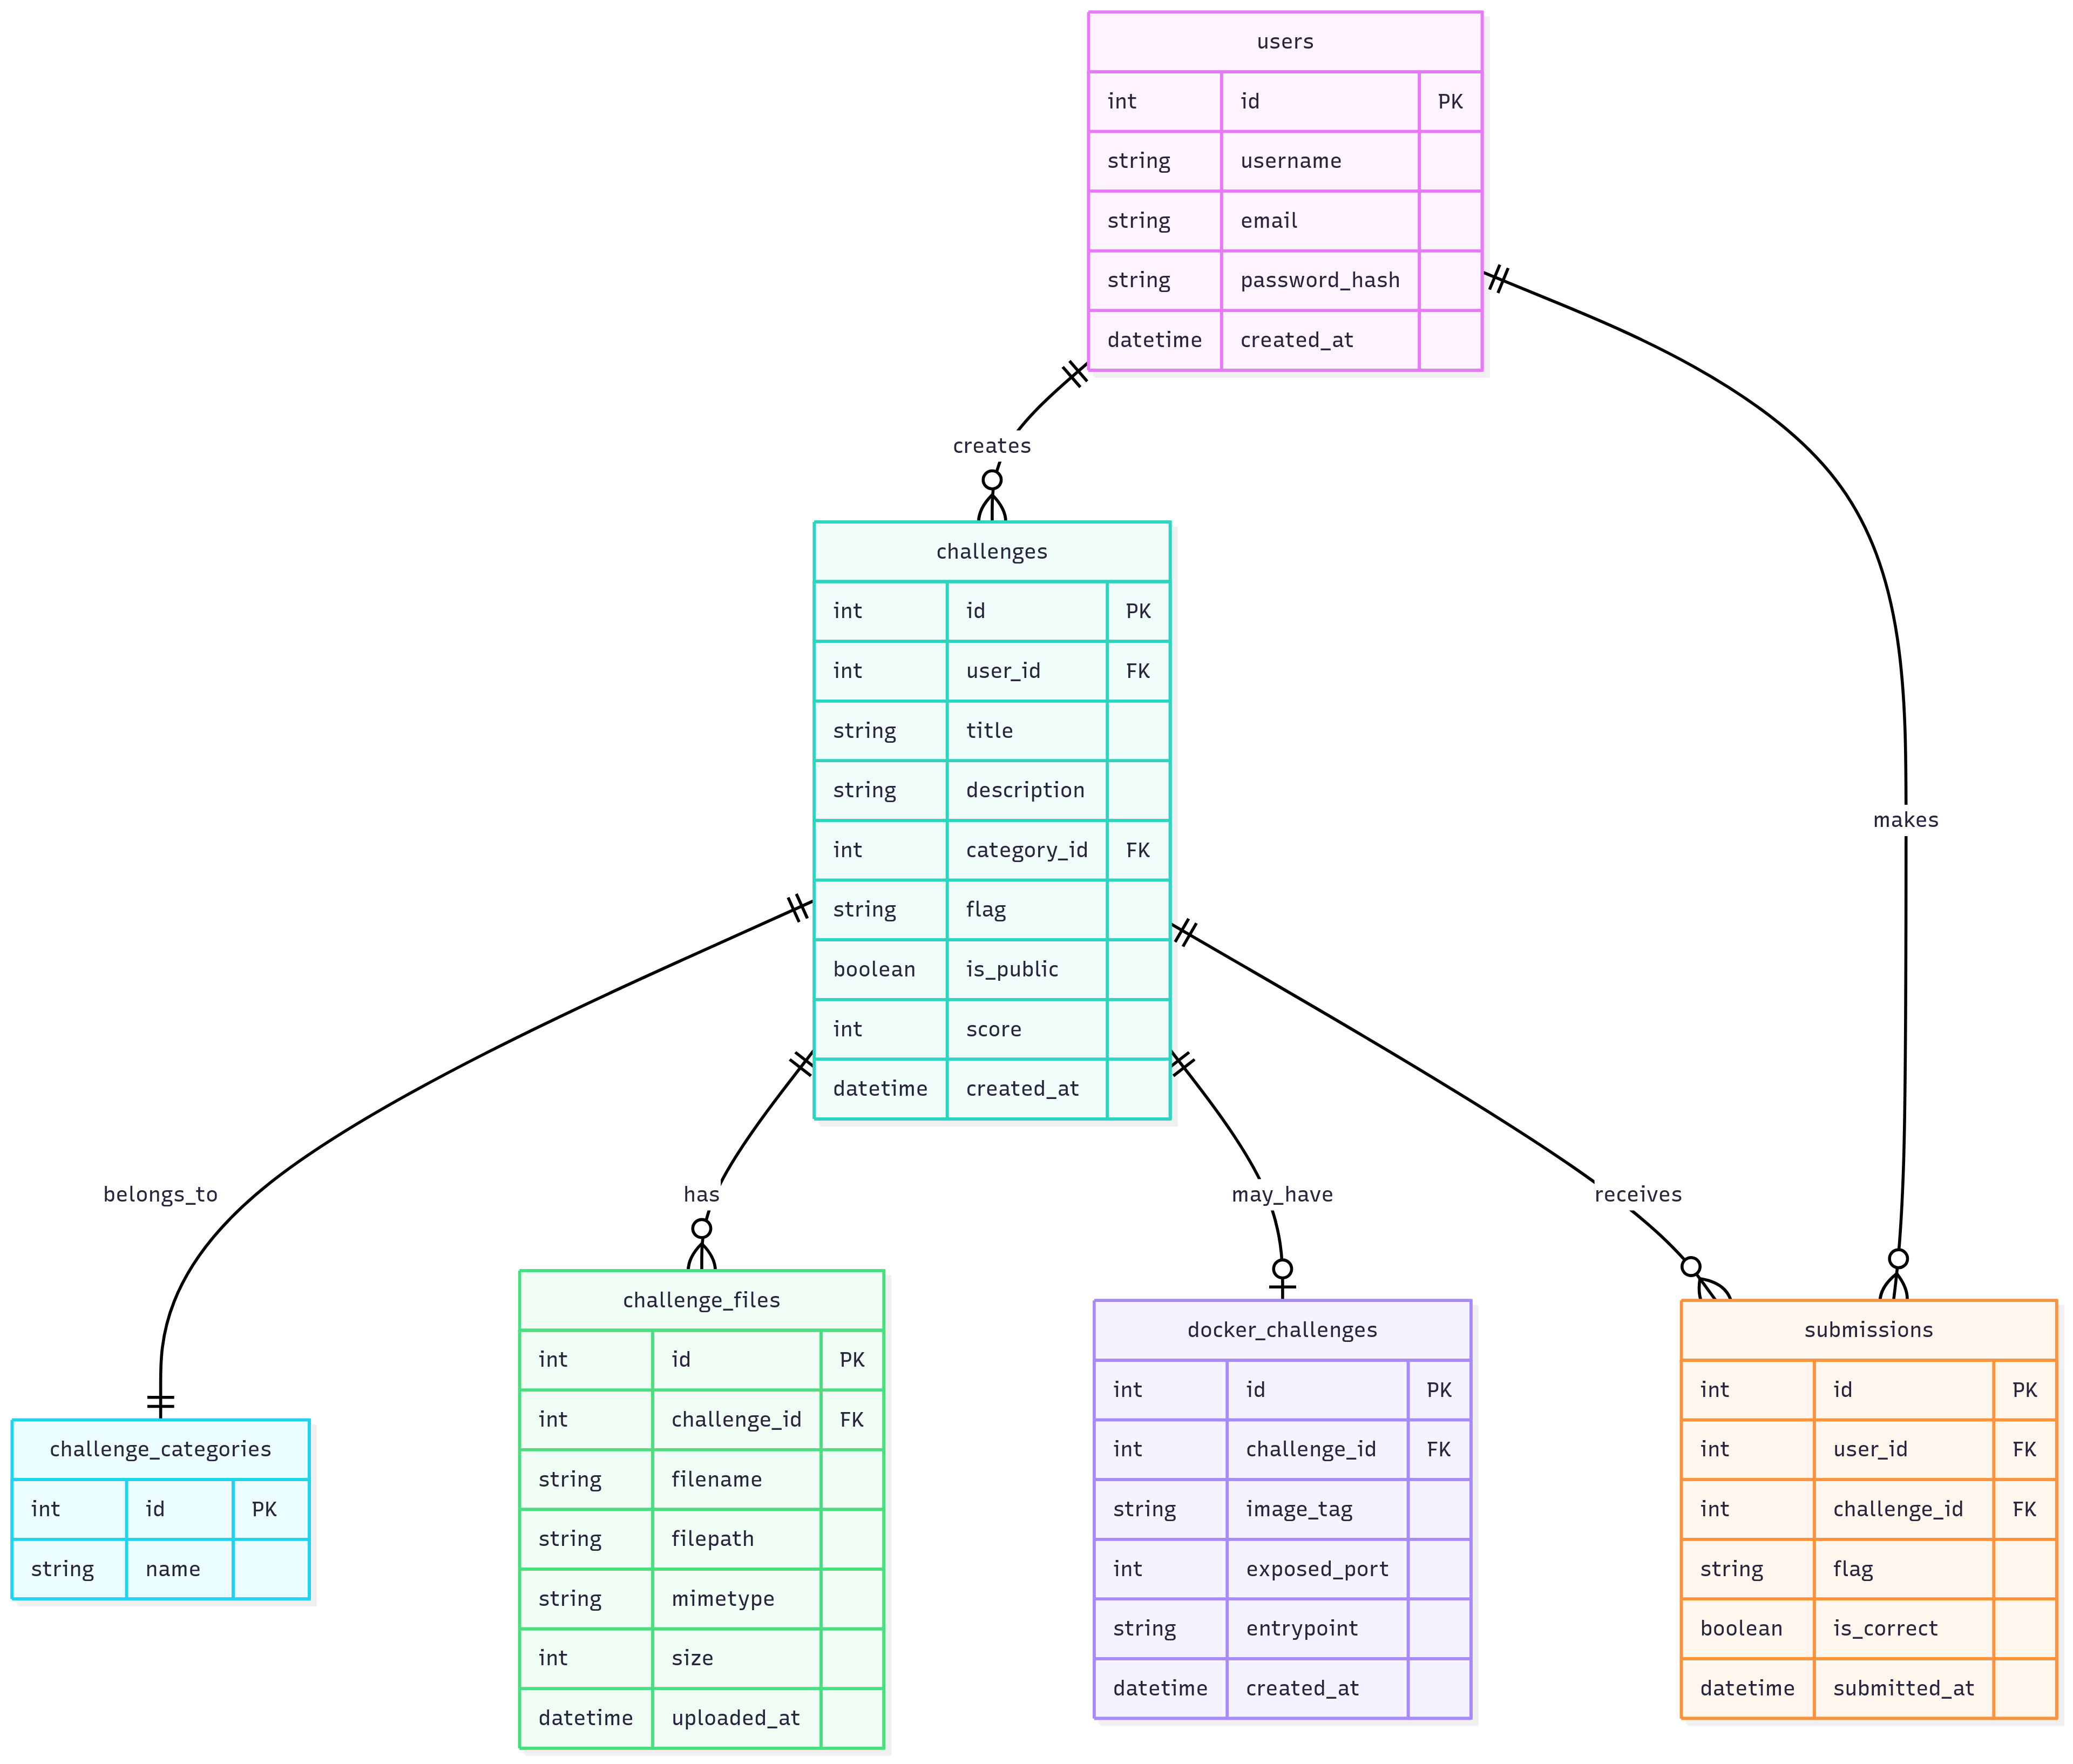 users
int id PK
string username
string email
string password_hash
datetime created_at
creates
challenges
int id PK
int user_id FK
string title
string description
int category_id FK
string flag
boolean is_public
int score
datetime created_at
makes
belongs_to
has
may_have
receives
challenge_categories
int id PK
string name
challenge_files
int id PK
int challenge_id FK
string filename
string filepath
string mimetype
int size
datetime uploaded_at
docker_challenges
int id PK
int challenge_id FK
string image_tag
int exposed_port
string entrypoint
datetime created_at
submissions
int id PK
int user_id FK
int challenge_id FK
string flag
boolean is_correct
datetime submitted_at